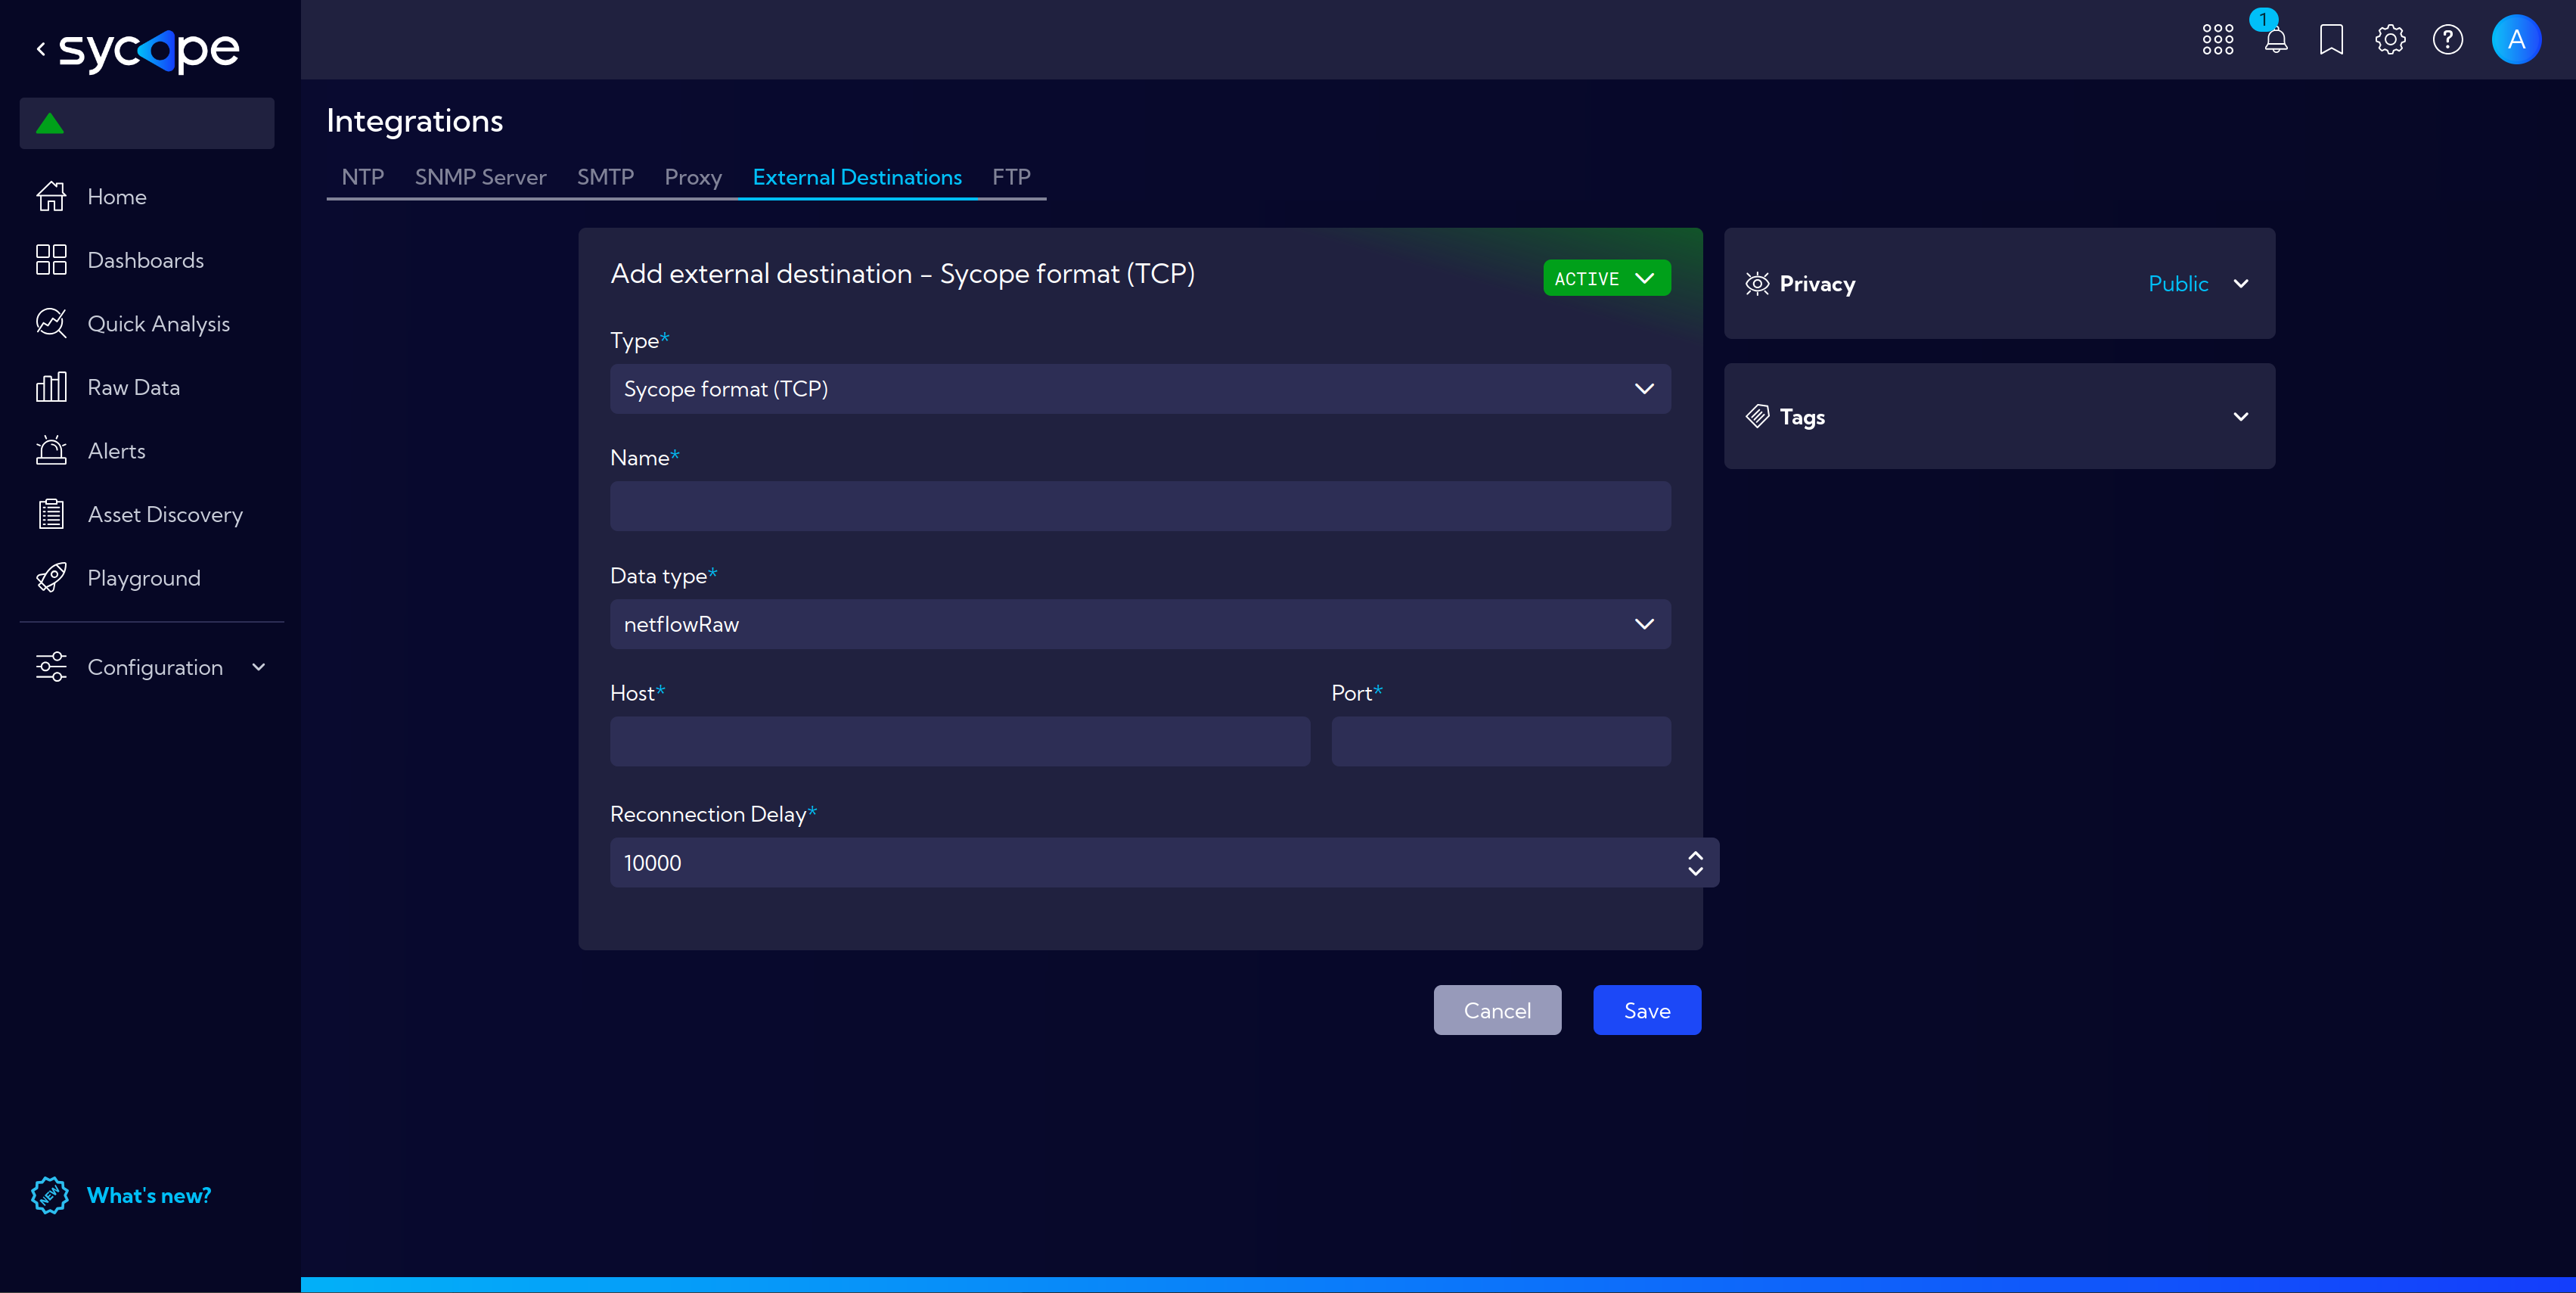 sycope
1
A
Home
Dashboards
Quick Analysis
Raw Data
Alerts
Asset Discovery
Playground
Configuration
NEW
What's new?
Integrations
NTP SNMP Server SMTP Proxy External Destinations FTP
Add external destination - Sycope format (TCP)
ACTIVE
Type*
Sycope format (TCP)
Name*
Data type*
netflowRaw
Host* Port*
Reconnection Delay*
10000
Cancel Save
Privacy Public
Tags